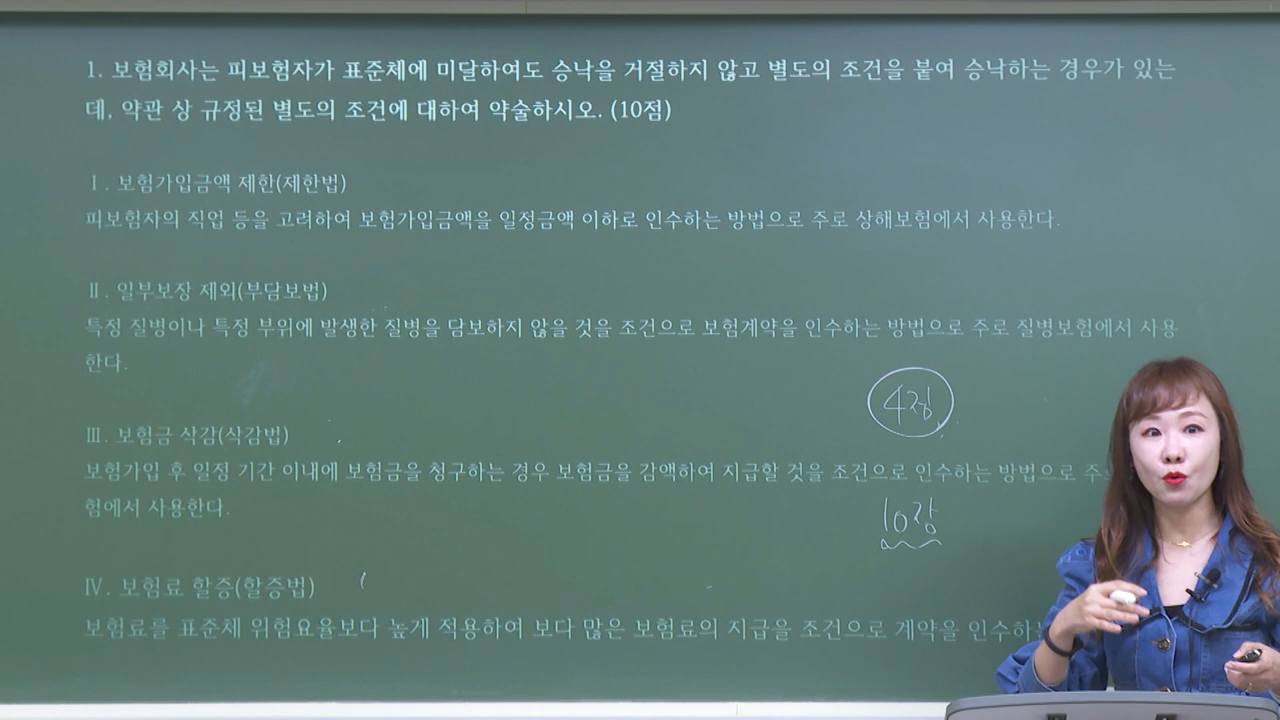 1. 보험회사는 피보험자가 표준체에 미달하여도 승낙을 거절하지 않고 별도의 조건을 붙여 승낙하는 경우가 있는
데, 약관 상 규정된 별도의 조건에 대하여 약술하시오. (10점)
Ⅰ. 보험가입금액 제한(제한법)
피보험자의 직업 등을 고려하여 보험가입금액을 일정금액 이하로 인수하는 방법으로 주로 상해보험에서 사용한다.
Ⅱ. 일부보장 제외(부담보법)
특정 질병이나 특정 부위에 발생한 질병을 담보하지 않을 것을 조건으로 보험계약을 인수하는 방법으로 주로 질병보험에서 사용
한다.
4점
Ⅲ. 보험금 삭감(삭감법)
보험가입 후 일정 기간 이내에 보험금을 청구하는 경우 보험금을 감액하여 지급할 것을 조건으로 인수하는 방법으로
험에서 사용한다.
10장
Ⅳ. 보험료 할증(할증법)
보험료를 표준체 위험요율보다 높게 적용하여 보다 많은 보험료의 지급을 조건으로 계약을